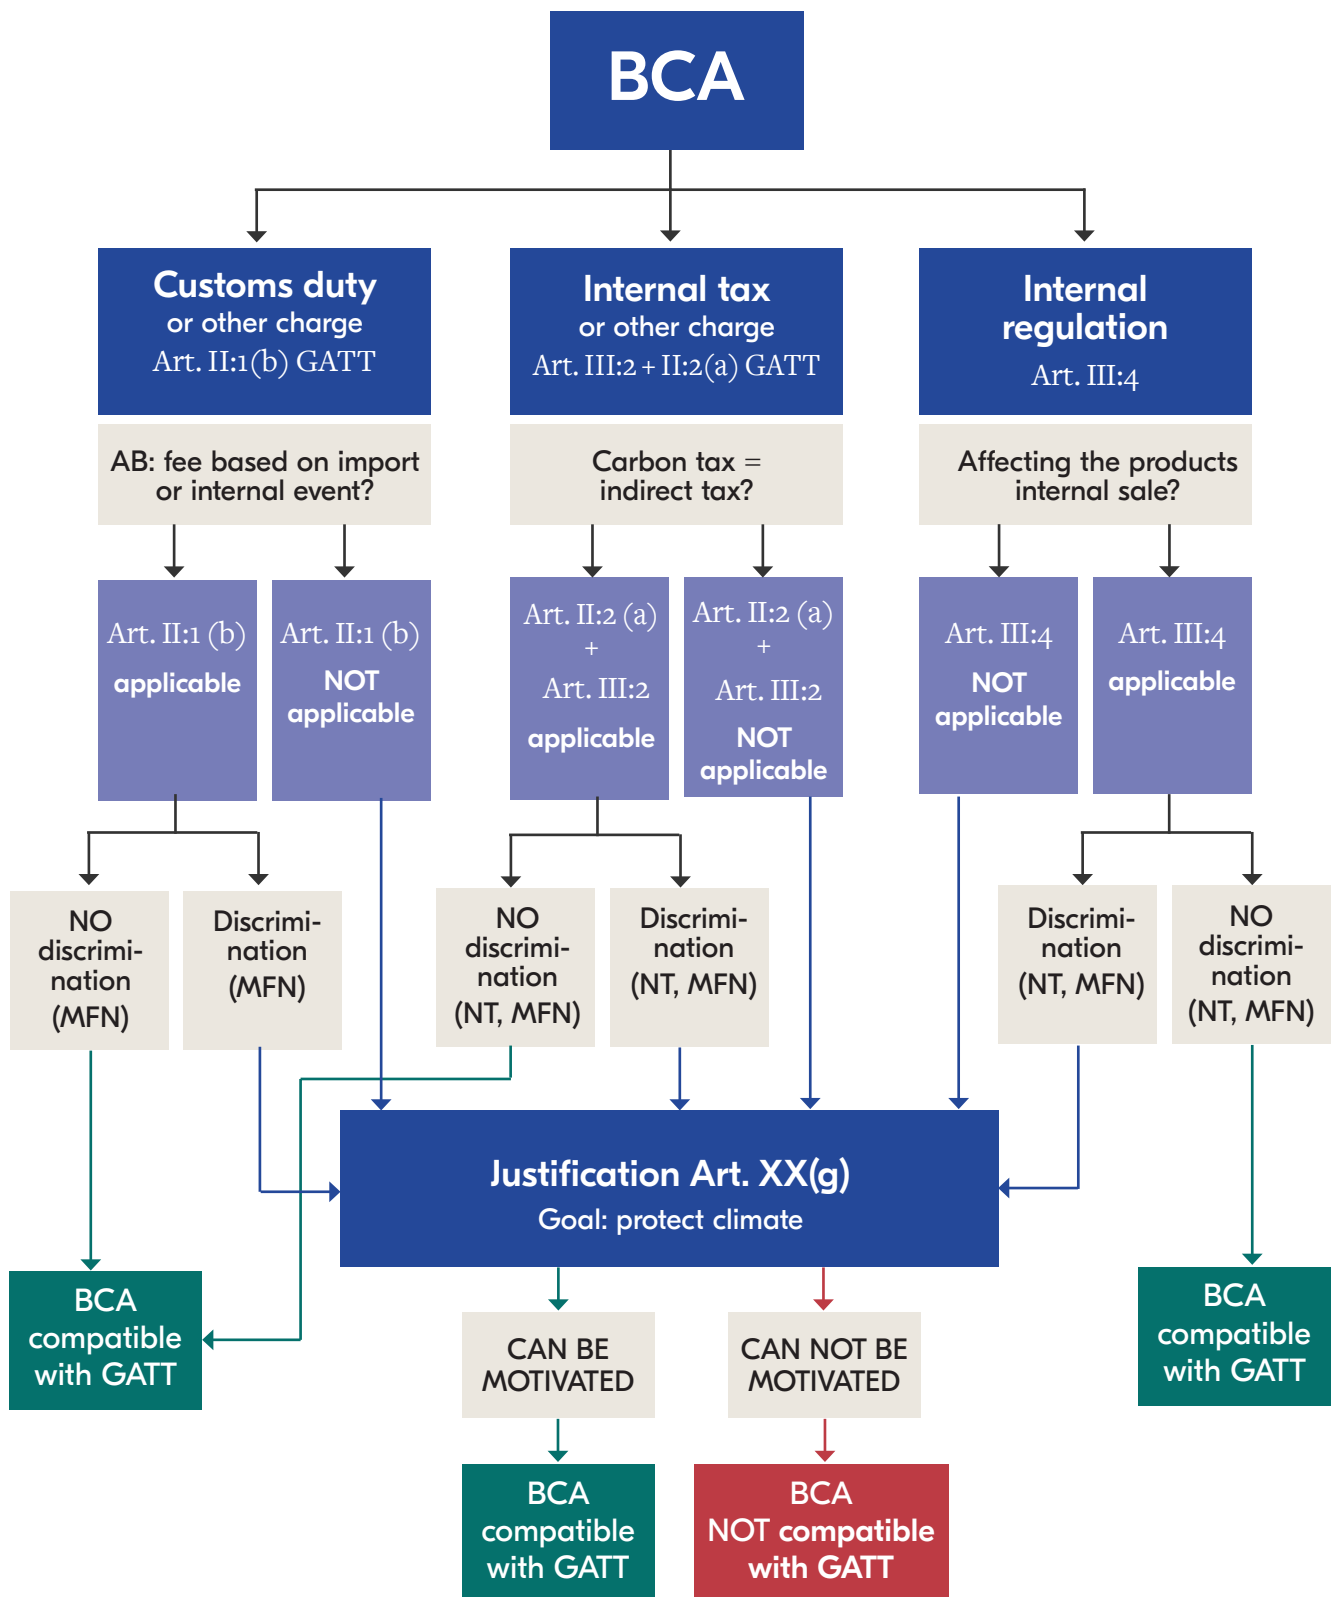 BCA
Customs duty
or other charge
Art. II:1(b) GATT
Internal tax
or other charge
Art. III:2 + II:2(a) GATT
Internal
regulation
Art. III:4
AB: fee based on import
or internal event?
Carbon tax =
indirect tax?
Affecting the products
internal sale?
Art. II:1 (b)
applicable
Art. II:1 (b)
NOT
applicable
Art. II:2 (a)
+
Art. III:2
applicable
Art. II:2 (a)
+
Art. III:2
NOT
applicable
Art. III:4
NOT
applicable
Art. III:4
applicable
NO
discrimi-
nation
(MFN)
Discrimi-
nation
(MFN)
NO
discrimi-
nation
(NT, MFN)
Discrimi-
nation
(NT, MFN)
Discrimi-
nation
(NT, MFN)
NO
discrimi-
nation
(NT, MFN)
Justification Art. XX(g)
Goal: protect climate
BCA
compatible
with GATT
CAN BE
MOTIVATED
CAN NOT BE
MOTIVATED
BCA
compatible
with GATT
BCA
compatible
with GATT
BCA
NOT compatible
with GATT